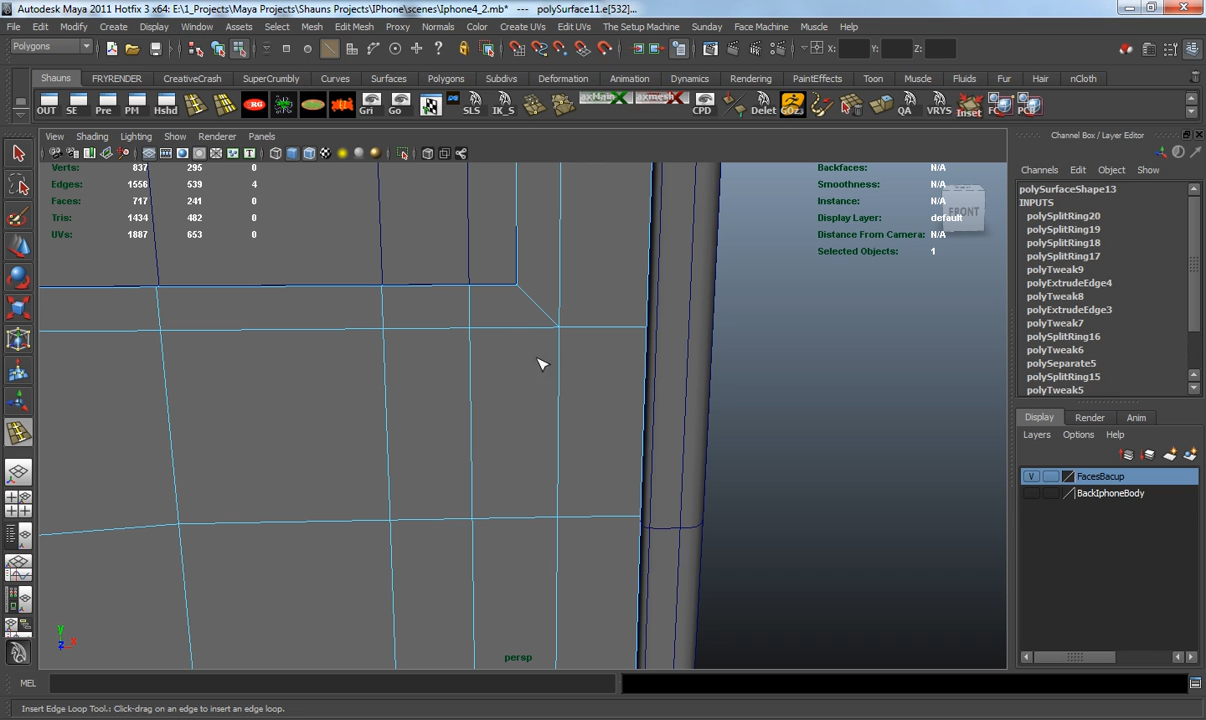 Autodesk Maya 2011 Hotfix 3 x64: E:\1_Projects\Maya Projects\Shauns Projects\IPhone\scenes\Iphone4_2.mb* --- polySurface11.e[532]...
File Edit Modify Create Display Window Assets Select Mesh Edit Mesh Proxy Normals Color Create UVs Edit UVs The Setup Machine Sunday Face Machine Muscle Help
Polygons X: Y: Z:
Shauns FRYRENDER CreativeCrash SuperCrumbly Curves Surfaces Polygons Subdivs Deformation Animation Dynamics Rendering PaintEffects Toon Muscle Fluids Fur Hair nCloth
OUT SE Pre PM Hshd RG Gri Go SLS IK_S axMain axmesh CPD Delet GOZ QA VRYS Inset FC PCB
View Shading Lighting Show Renderer Panels
Channel Box / Layer Editor
Channels Edit Object Show
Verts: 837 295 0
Edges: 1556 539 4
Faces: 717 241 0
Tris: 1434 482 0
UVs: 1887 653 0
Backfaces: N/A
Smoothness: N/A
Instance: N/A
Display Layer: default
Distance From Camera: N/A
Selected Objects: 1
FRONT
polySurfaceShape13
INPUTS
polySplitRing20
polySplitRing19
polySplitRing18
polySplitRing17
polyTweak9
polyExtrudeEdge4
polyTweak8
polyExtrudeEdge3
polyTweak7
polySplitRing16
polyTweak6
polySeparate5
polySplitRing15
polyTweak5
Display Render Anim
Layers Options Help
V FacesBacup
BackIphoneBody
y
z x
persp
MEL
Insert Edge Loop Tool.: Click-drag on an edge to insert an edge loop.